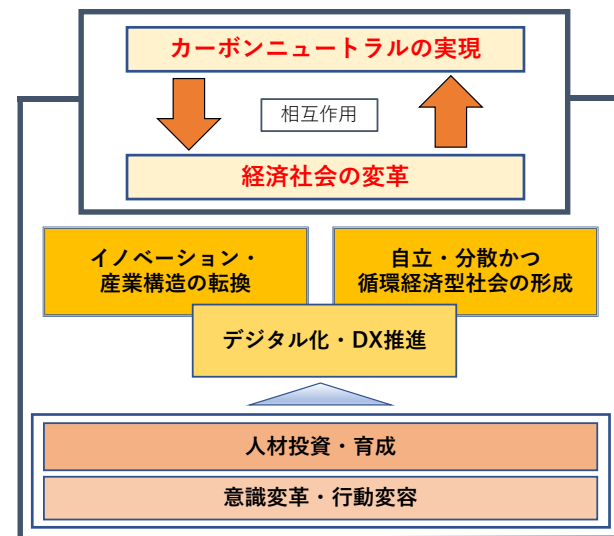 カーボンニュートラルの実現
相互作用
経済社会の変革
イノベーション・
産業構造の転換
自立・分散かつ
循環経済型社会の形成
デジタル化・DX推進
人材投資・育成
意識変革・行動変容